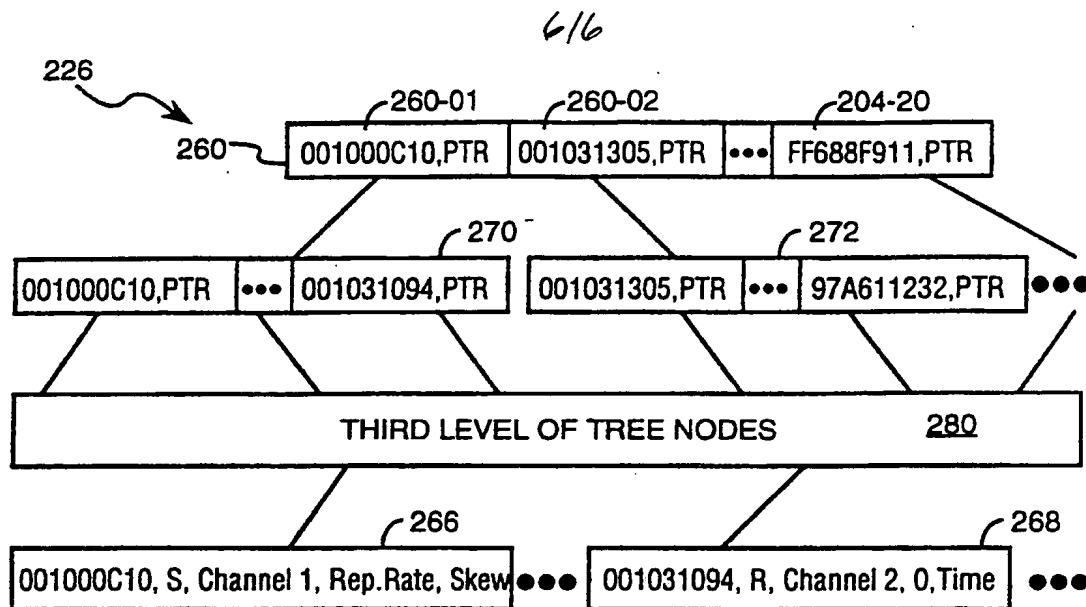 6/6
226
260-01 260-02 204-20
260
001000C10,PTR 001031305,PTR ●●● FF688F911,PTR
270 272
001000C10,PTR ●●● 001031094,PTR 001031305,PTR ●●● 97A611232,PTR ●●●
THIRD LEVEL OF TREE NODES 280
266 268
001000C10, S, Channel 1, Rep.Rate, Skew ●●● 001031094, R, Channel 2, 0,Time ●●●